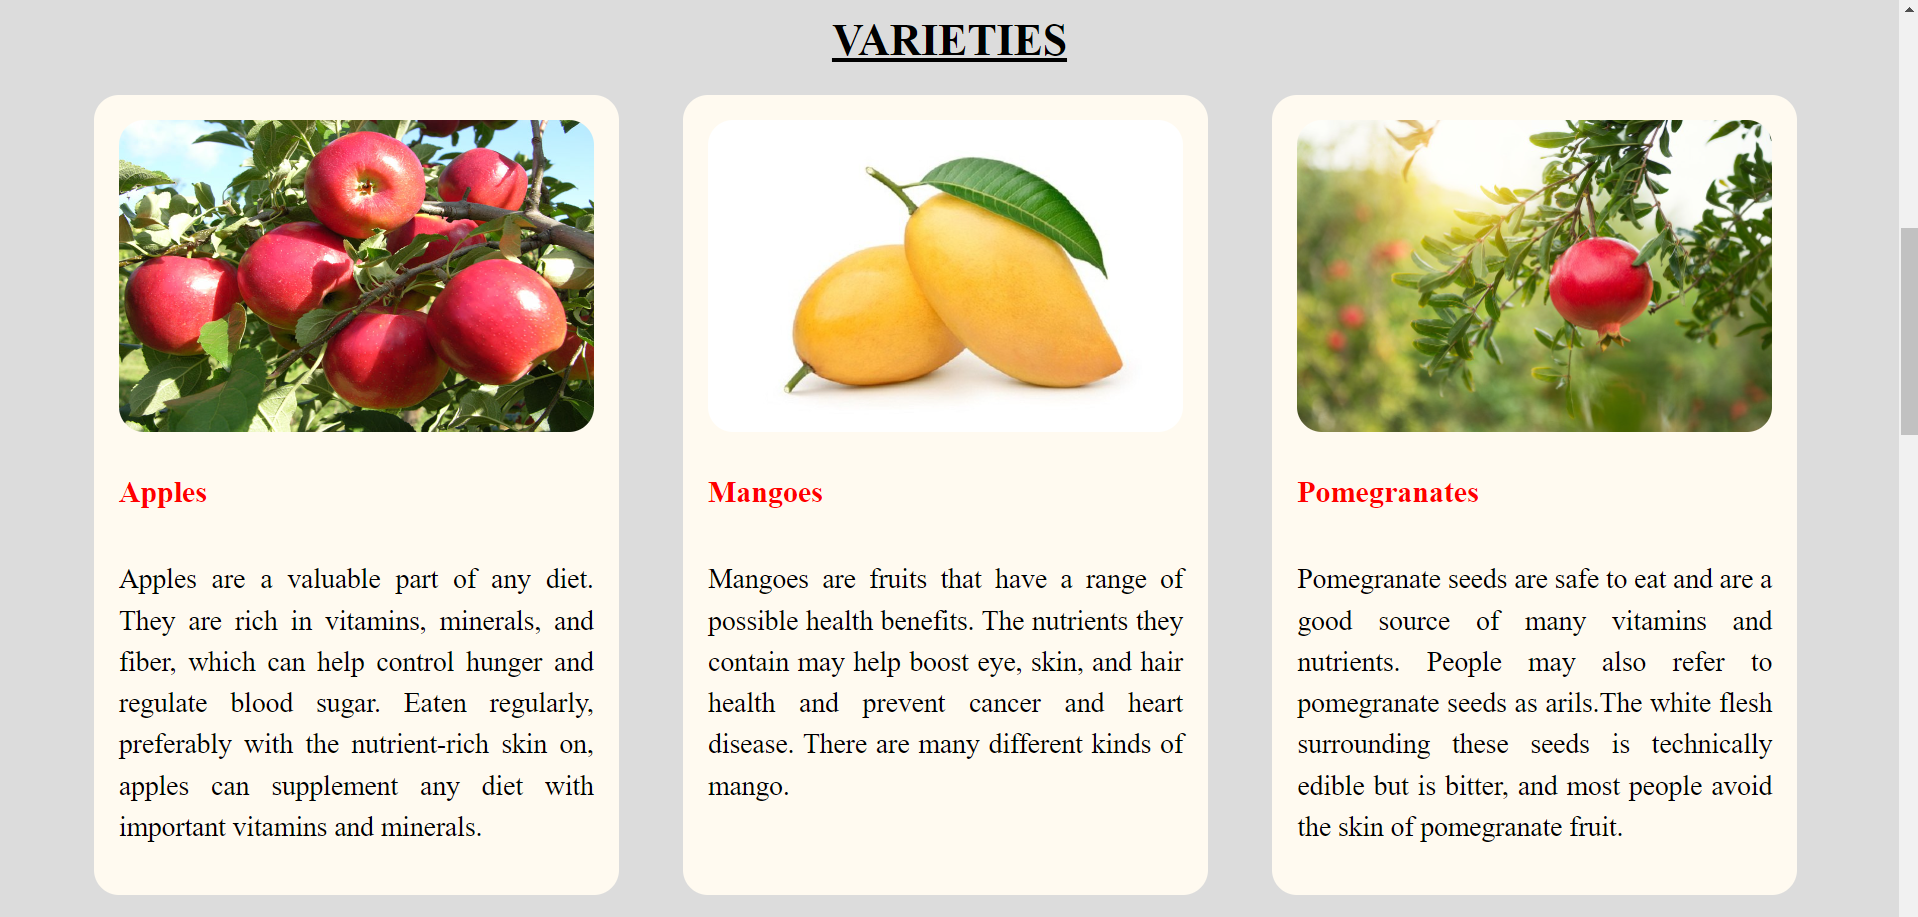 VARIETIES
Apples
Apples are a valuable part of any diet.
They are rich in vitamins, minerals, and
fiber, which can help control hunger and
regulate blood sugar. Eaten regularly,
preferably with the nutrient-rich skin on,
apples can supplement any diet with
important vitamins and minerals.
Mangoes
Mangoes are fruits that have a range of
possible health benefits. The nutrients they
contain may help boost eye, skin, and hair
health and prevent cancer and heart
disease. There are many different kinds of
mango.
Pomegranates
Pomegranate seeds are safe to eat and are a
good source of many vitamins and
nutrients. People may also refer to
pomegranate seeds as arils.The white flesh
surrounding these seeds is technically
edible but is bitter, and most people avoid
the skin of pomegranate fruit.